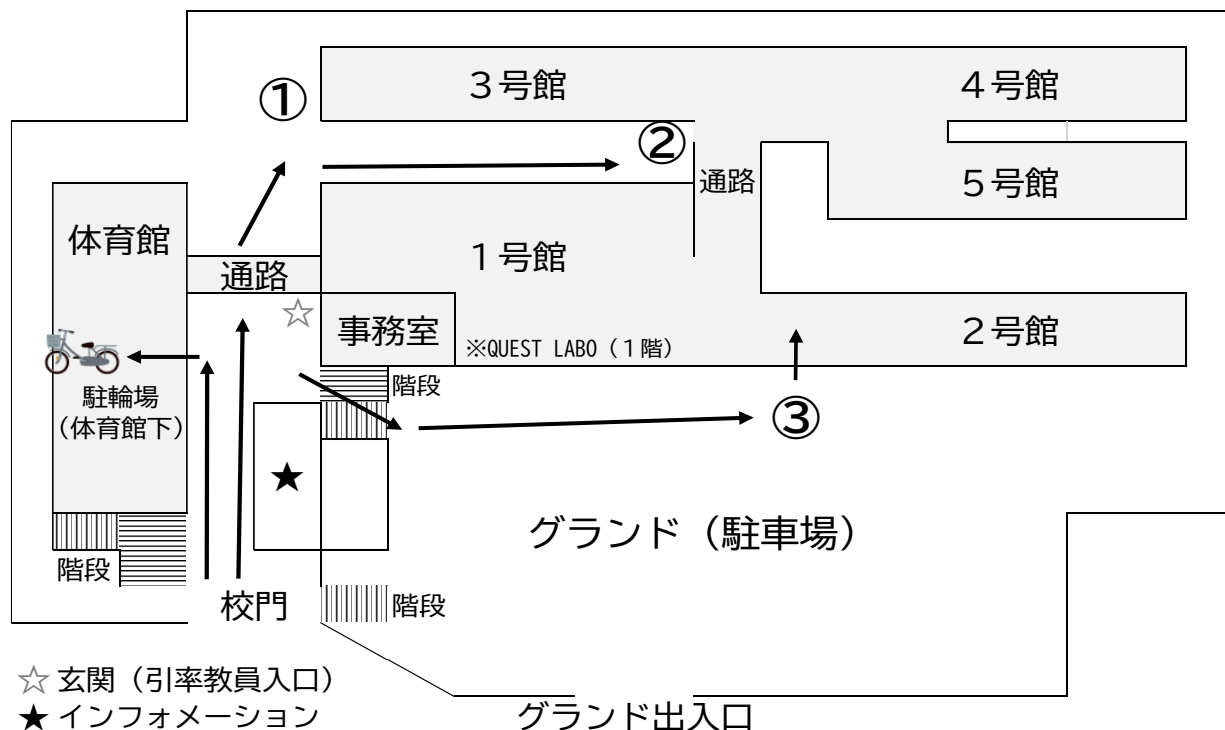 ①
３号館
４号館
②
通路
５号館
体育館
通路
１号館
☆
事務室
※QUEST LABO（１階）
２号館
駐輪場
（体育館下）
階段
③
★
グランド（駐車場）
階段
校門
階段
☆ 玄関（引率教員入口）
★ インフォメーション
グランド出入口